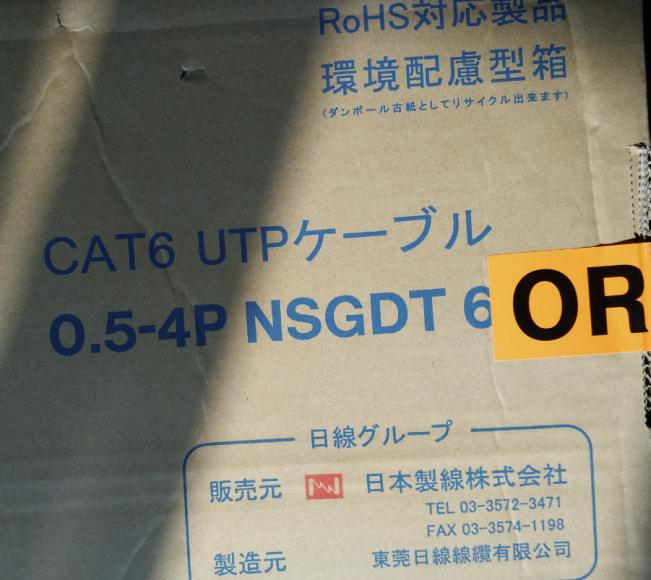 RoHS対応製品
環境配慮型箱
(ダンボール古紙としてリサイクル出来ます)
CAT6 UTPケーブル
0.5-4P NSGDT 6
OR
日線グループ
販売元 日本製線株式会社
TEL 03-3572-3471
FAX 03-3574-1198
製造元 東莞日線線纜有限公司